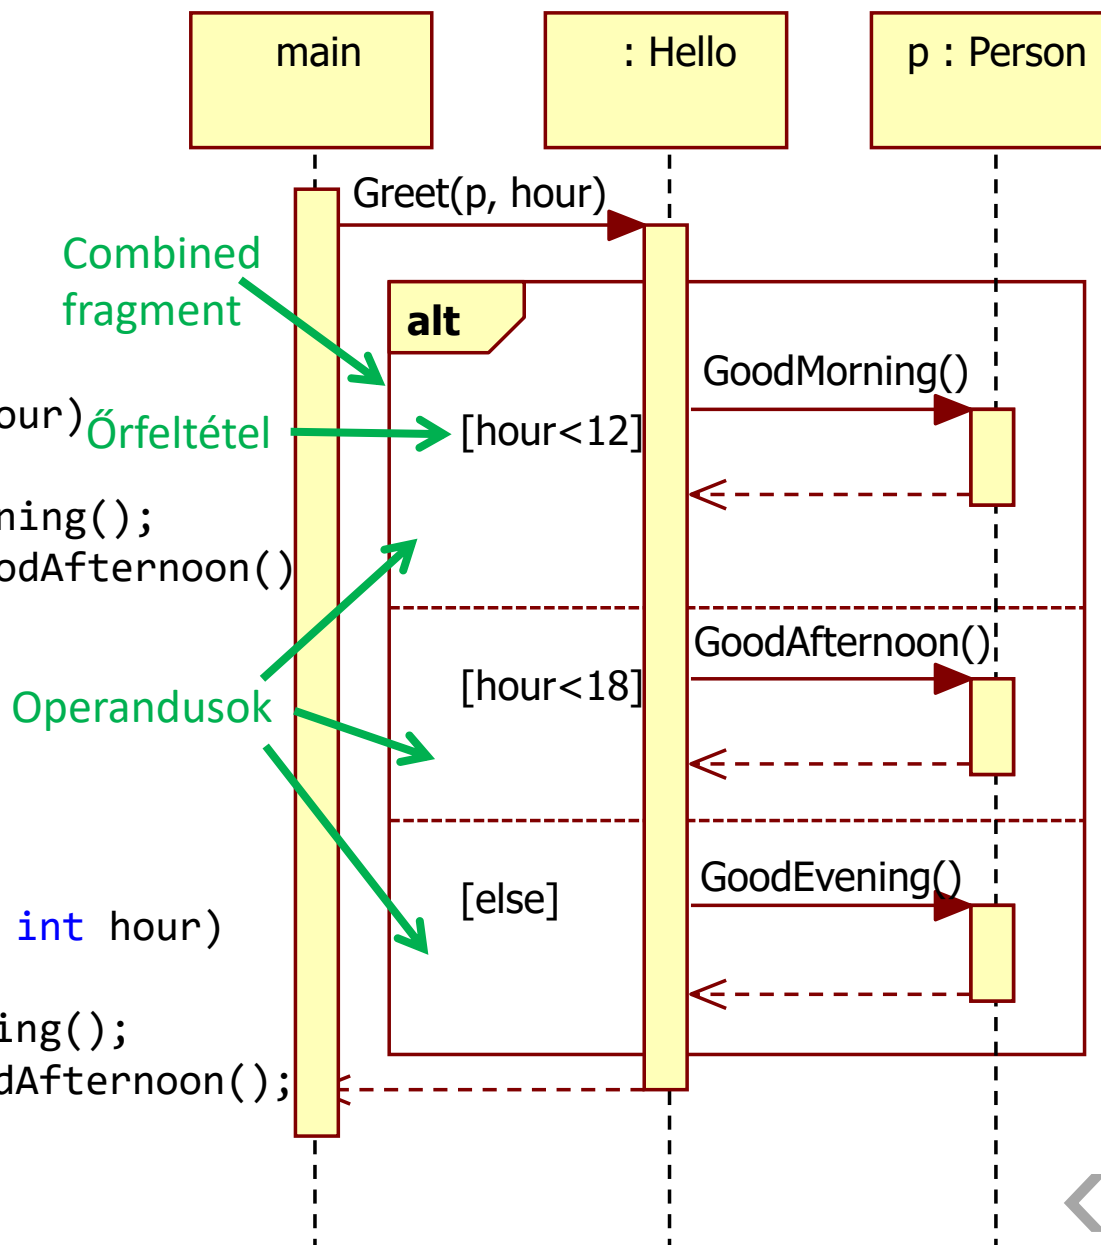 main
: Hello
p : Person
Greet(p, hour)
Combined
fragment
alt
GoodMorning()
our)
Őrfeltétel
[hour<12]
ning();
odAfternoon()
GoodAfternoon()
[hour<18]
Operandusok
GoodEvening()
[else]
int hour)
ing();
dAfternoon();